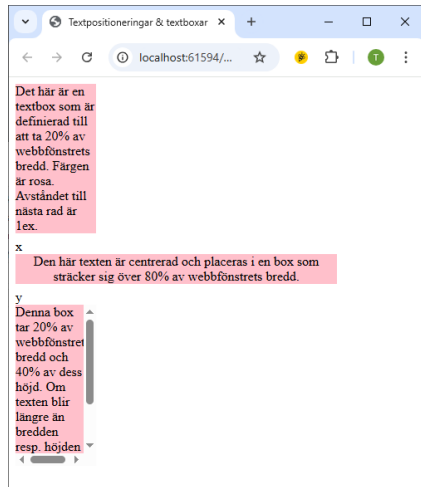 Textpositioneringar & textboxar
localhost:61594/...
T
Det här är en
textbox som är
definierad till
att ta 20% av
webbfönstrets
bredd. Färgen
är rosa.
Avståndet till
nästa rad är
1ex.
x
Den här texten är centrerad och placeras i en box som
sträcker sig över 80% av webbfönstrets bredd.
y
Denna box
tar 20% av
webbfönstret
bredd och
40% av dess
höjd. Om
texten blir
längre än
bredden
resp. höjden